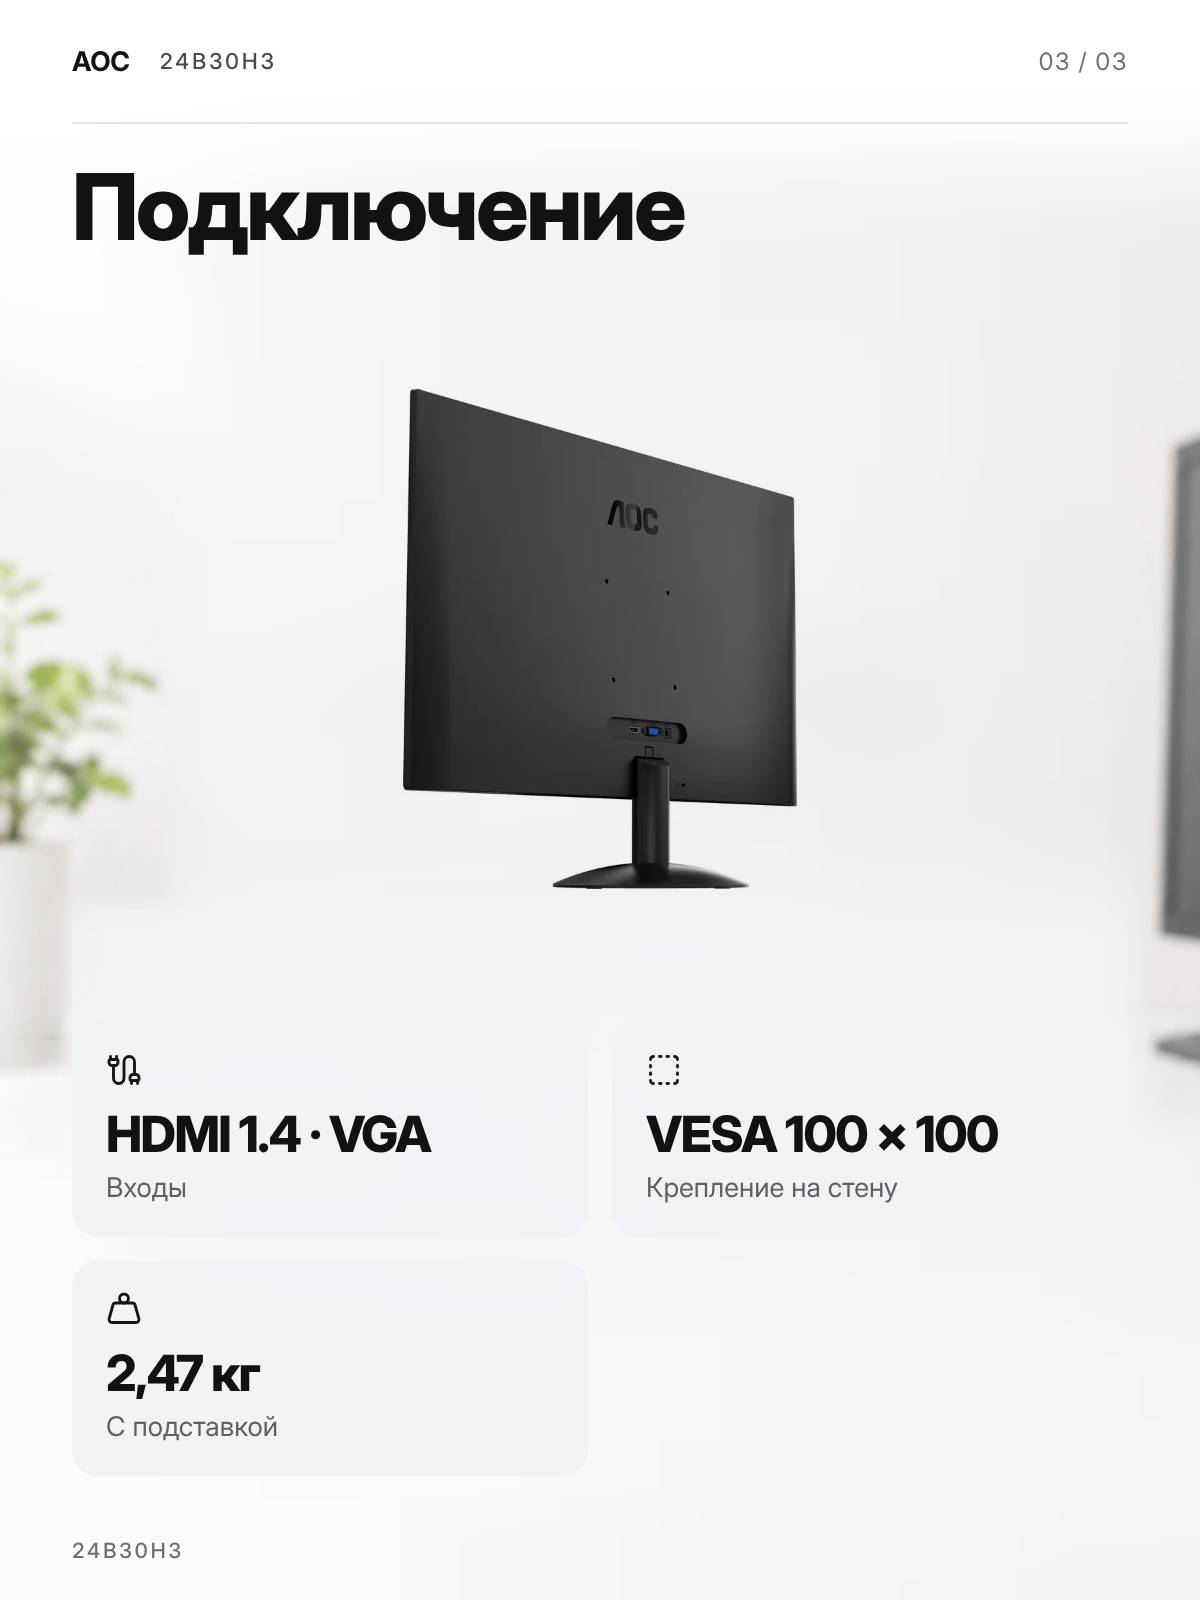 AOC 24B30H3 03 / 03
Подключение
AOC
HDMI 1.4 · VGA
Входы
VESA 100 × 100
Крепление на стену
2,47 кг
С подставкой
24B30H3